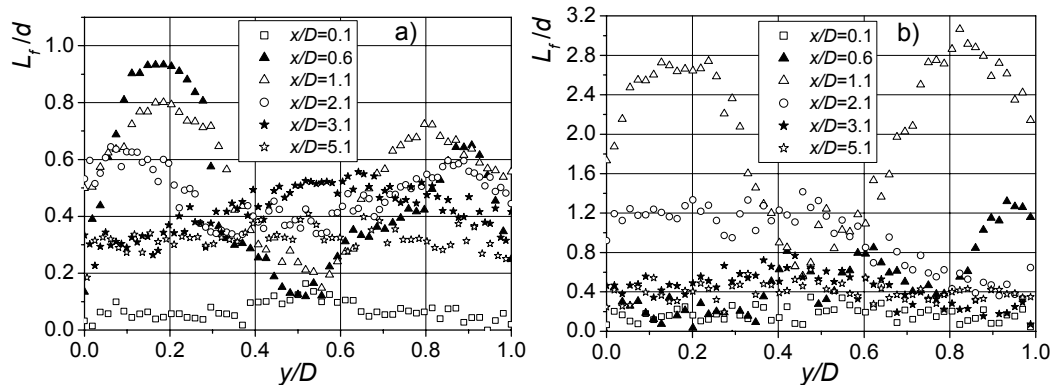 L_f/d
1.0
0.8
0.6
0.4
0.2
0.0
a)
x/D=0.1
x/D=0.6
x/D=1.1
x/D=2.1
x/D=3.1
x/D=5.1
0.0 0.2 0.4 0.6 0.8 1.0
y/D
L_f/d
3.2
2.8
2.4
2.0
1.6
1.2
0.8
0.4
0.0
b)
x/D=0.1
x/D=0.6
x/D=1.1
x/D=2.1
x/D=3.1
x/D=5.1
0.0 0.2 0.4 0.6 0.8 1.0
y/D